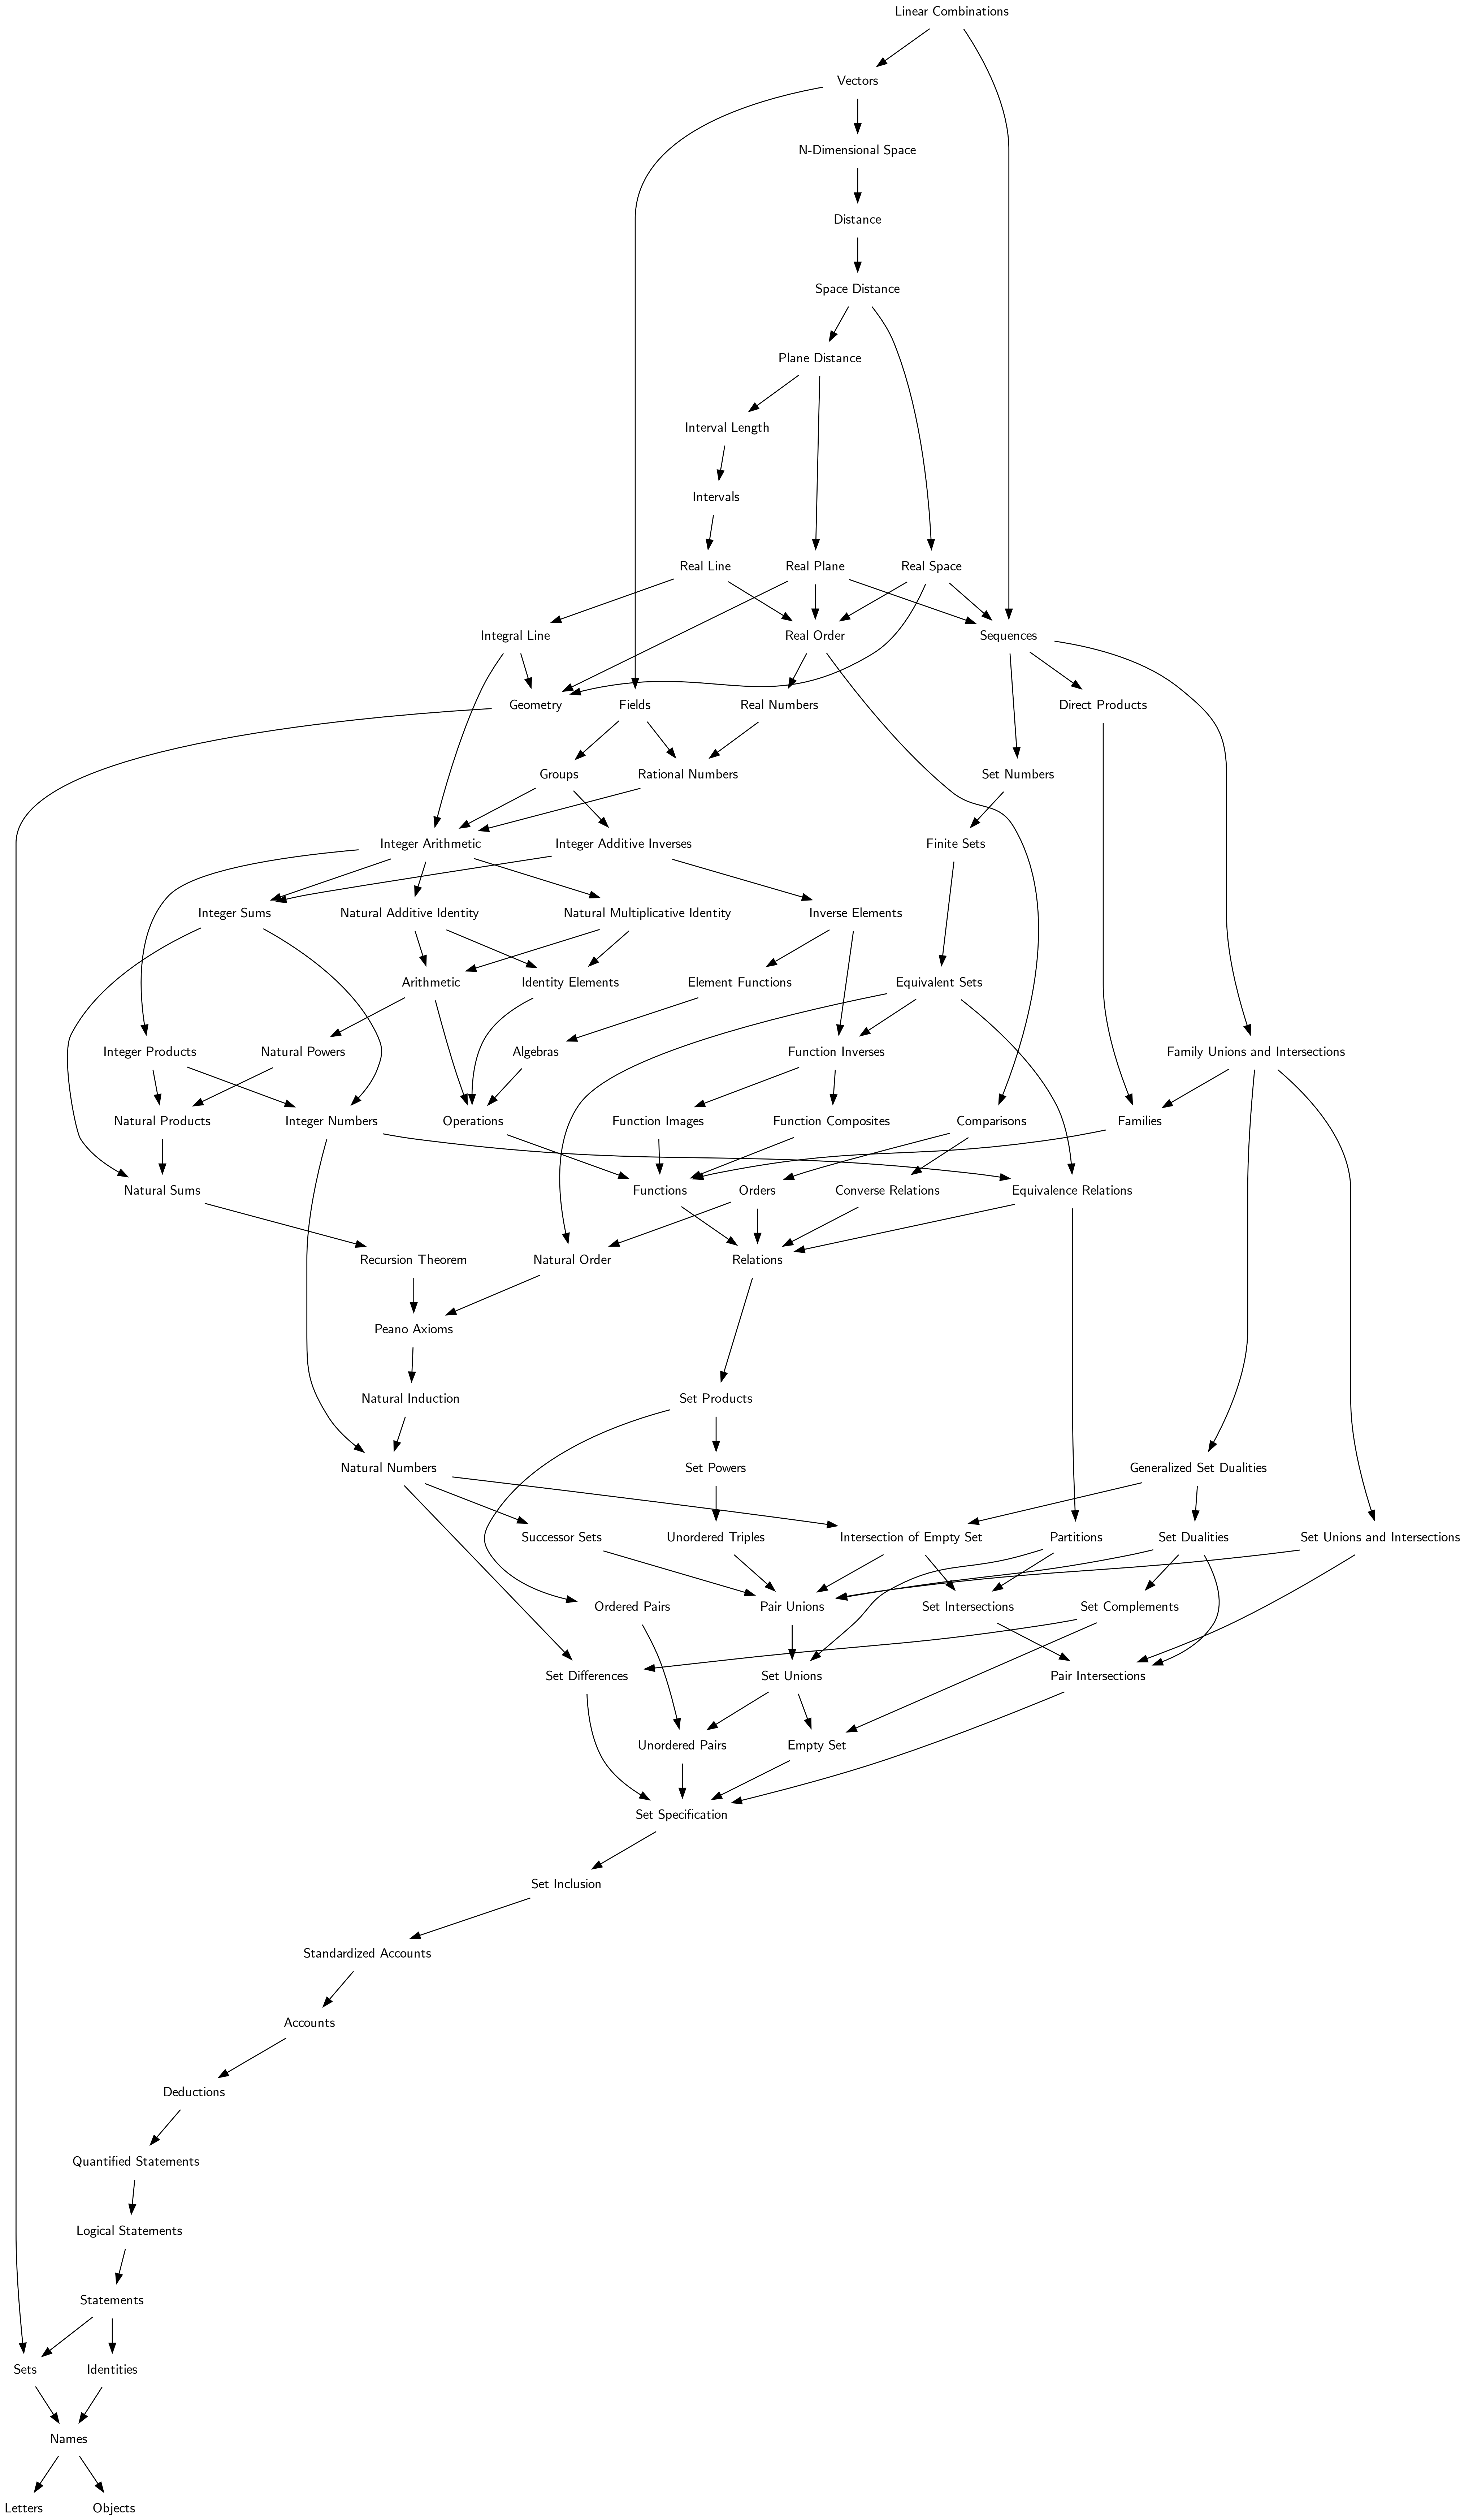 Linear Combinations
Vectors
N-Dimensional Space
Distance
Space Distance
Plane Distance
Interval Length
Intervals
Real Line
Real Plane
Real Space
Integral Line
Real Order
Sequences
Geometry
Fields
Real Numbers
Direct Products
Groups
Rational Numbers
Set Numbers
Integer Arithmetic
Integer Additive Inverses
Finite Sets
Integer Sums
Natural Additive Identity
Natural Multiplicative Identity
Inverse Elements
Arithmetic
Identity Elements
Element Functions
Equivalent Sets
Integer Products
Natural Powers
Algebras
Function Inverses
Family Unions and Intersections
Natural Products
Integer Numbers
Operations
Function Images
Function Composites
Comparisons
Families
Natural Sums
Functions
Orders
Converse Relations
Equivalence Relations
Recursion Theorem
Natural Order
Relations
Peano Axioms
Natural Induction
Set Products
Natural Numbers
Set Powers
Generalized Set Dualities
Successor Sets
Unordered Triples
Intersection of Empty Set
Partitions
Set Dualities
Set Unions and Intersections
Ordered Pairs
Pair Unions
Set Intersections
Set Complements
Set Differences
Set Unions
Pair Intersections
Unordered Pairs
Empty Set
Set Specification
Set Inclusion
Standardized Accounts
Accounts
Deductions
Quantified Statements
Logical Statements
Statements
Sets
Identities
Names
Letters
Objects